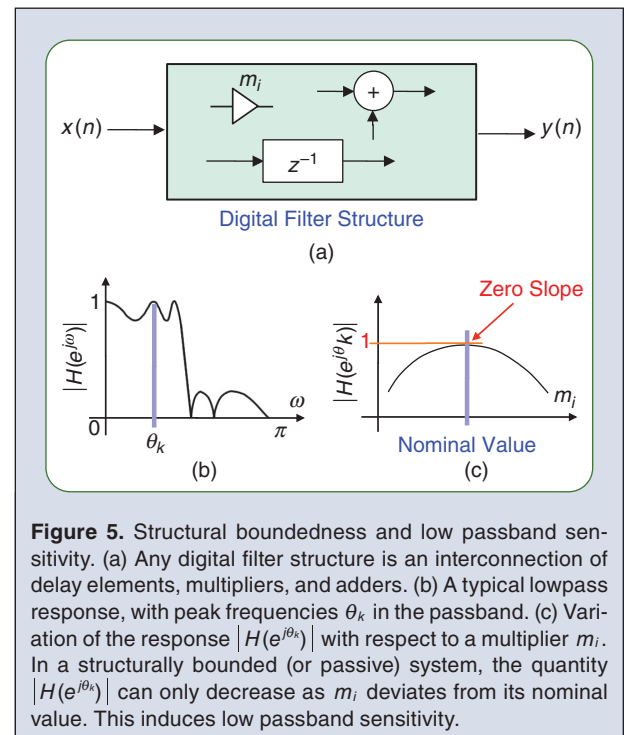 m_i
+
x(n)
y(n)
z^{-1}
Digital Filter Structure
(a)
Zero Slope
1
|H(e^{jω})|
0
θ_k
ω
π
(b)
|H(e^{jθ}k)|
1
m_i
Nominal Value
(c)
Figure 5. Structural boundedness and low passband sen-
sitivity. (a) Any digital filter structure is an interconnection of
delay elements, multipliers, and adders. (b) A typical lowpass
response, with peak frequencies θ_k in the passband. (c) Vari-
ation of the response |H(e^{jθ_k})| with respect to a multiplier m_i.
In a structurally bounded (or passive) system, the quantity
|H(e^{jθ_k})| can only decrease as m_i deviates from its nominal
value. This induces low passband sensitivity.